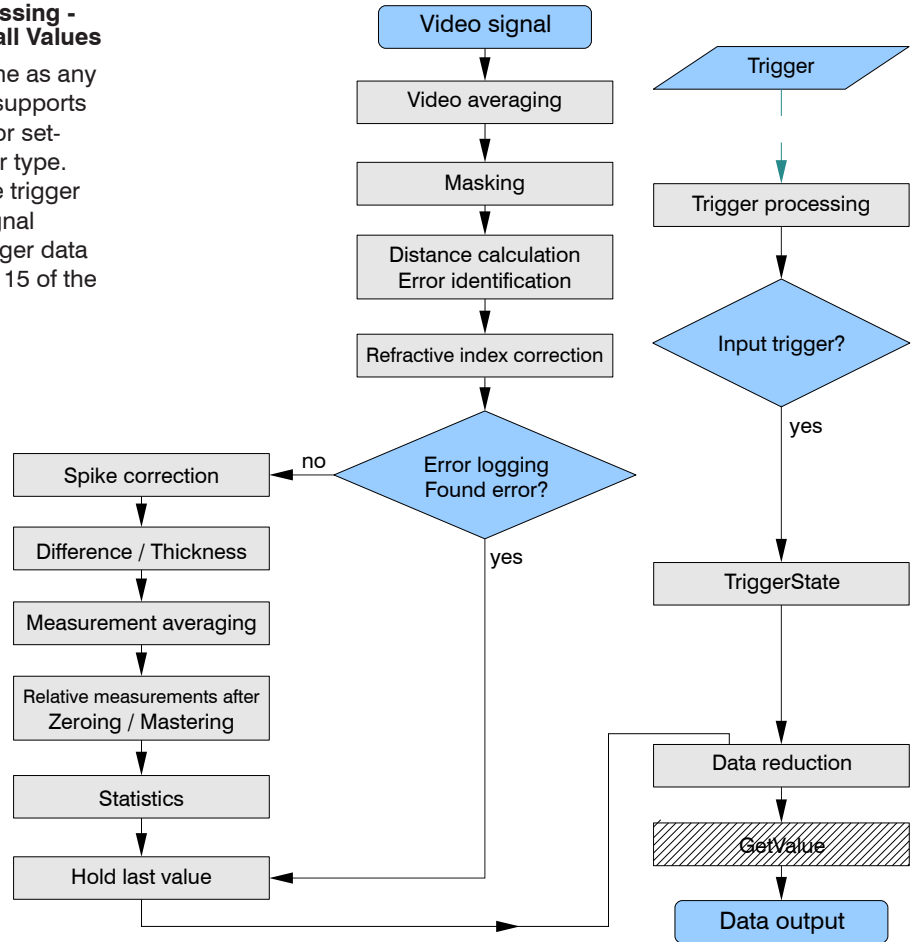 ssing -
all Values
ne as any
supports
or set-
r type.
e trigger
gnal
ger data
15 of the
Video signal
Video averaging
Masking
Distance calculation
Error identification
Refractive index correction
Error logging
Found error?
no
yes
Spike correction
Difference / Thickness
Measurement averaging
Relative measurements after
Zeroing / Mastering
Statistics
Hold last value
Trigger
Trigger processing
Input trigger?
yes
TriggerState
Data reduction
GetValue
Data output